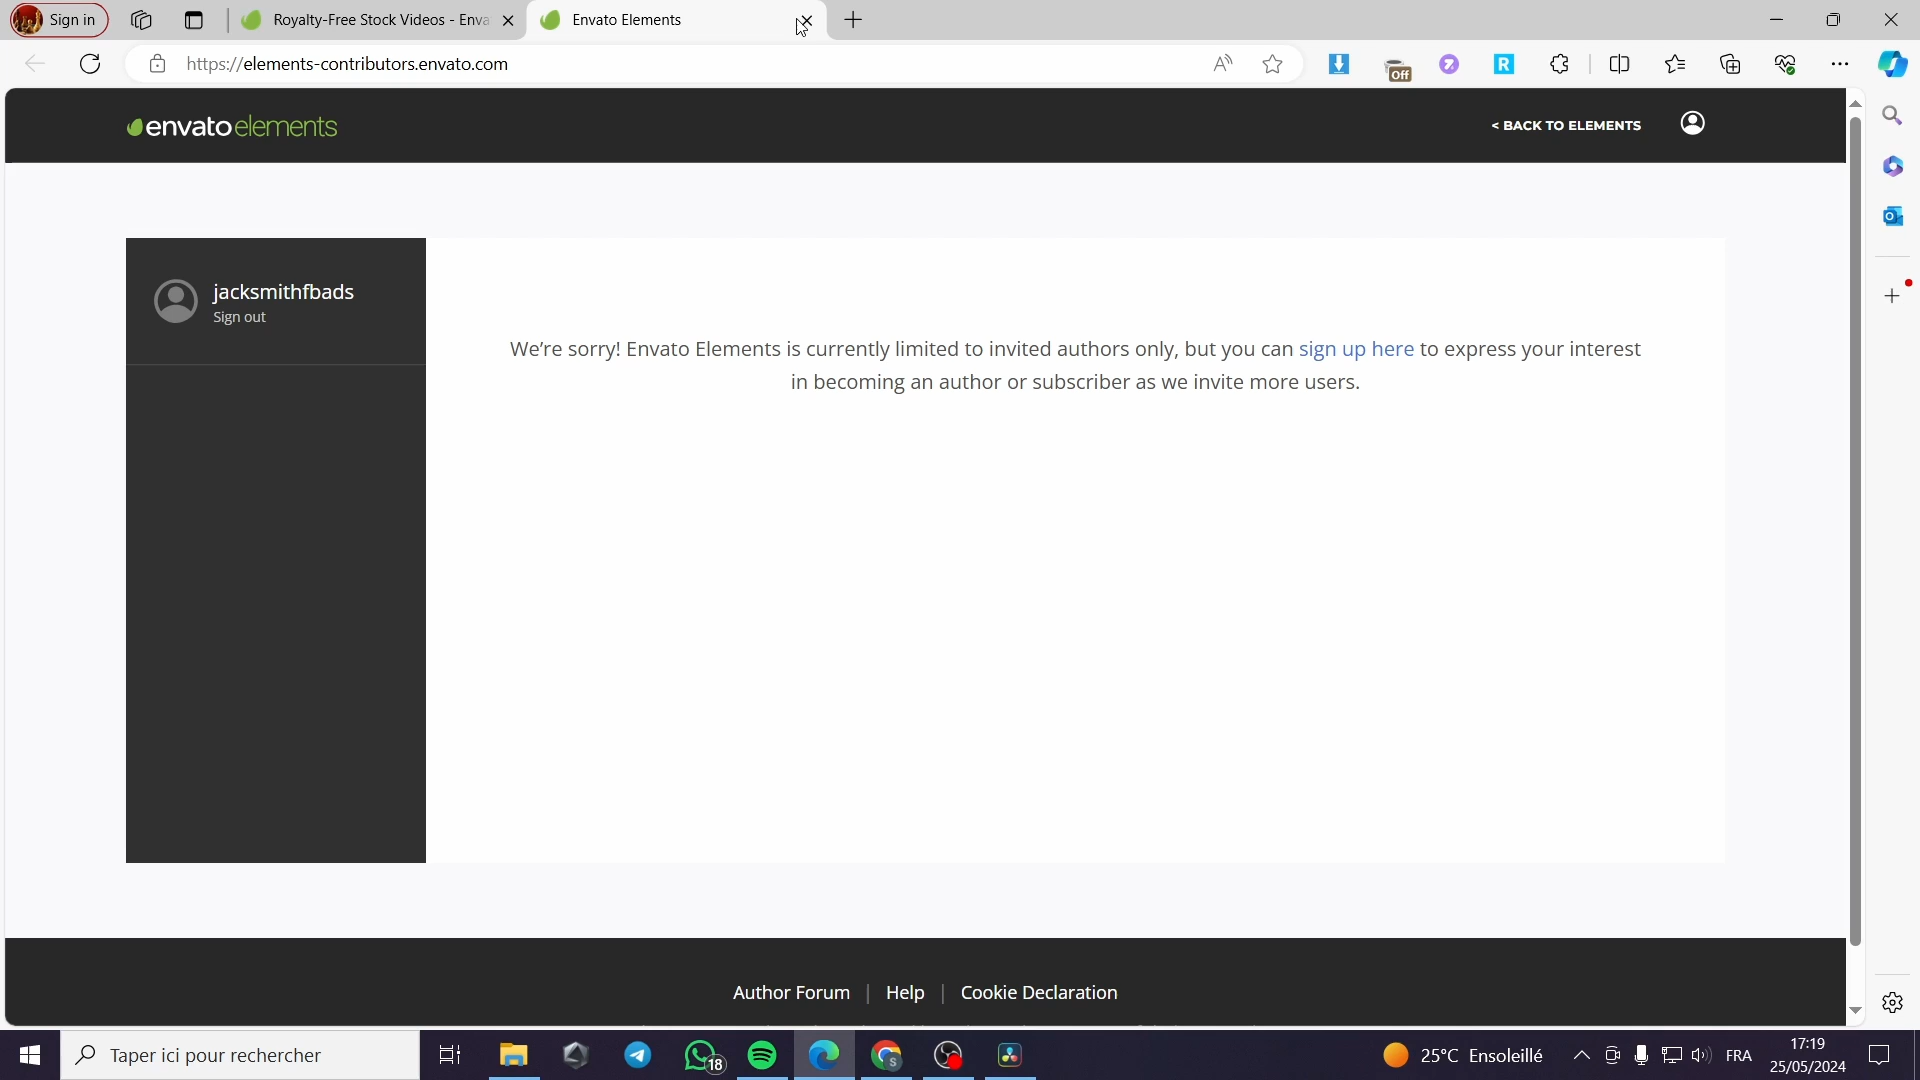 Sign in
Royalty-Free Stock Videos - Enva
Envato Elements
https://elements-contributors.envato.com
Off
envatoelements
< BACK TO ELEMENTS
jacksmithfbads
Sign out
We're sorry! Envato Elements is currently limited to invited authors only, but you can sign up here to express your interest
in becoming an author or subscriber as we invite more users.
Author Forum
Help
Cookie Declaration
Taper ici pour rechercher
18
25°C Ensoleillé
FRA
17:19
25/05/2024